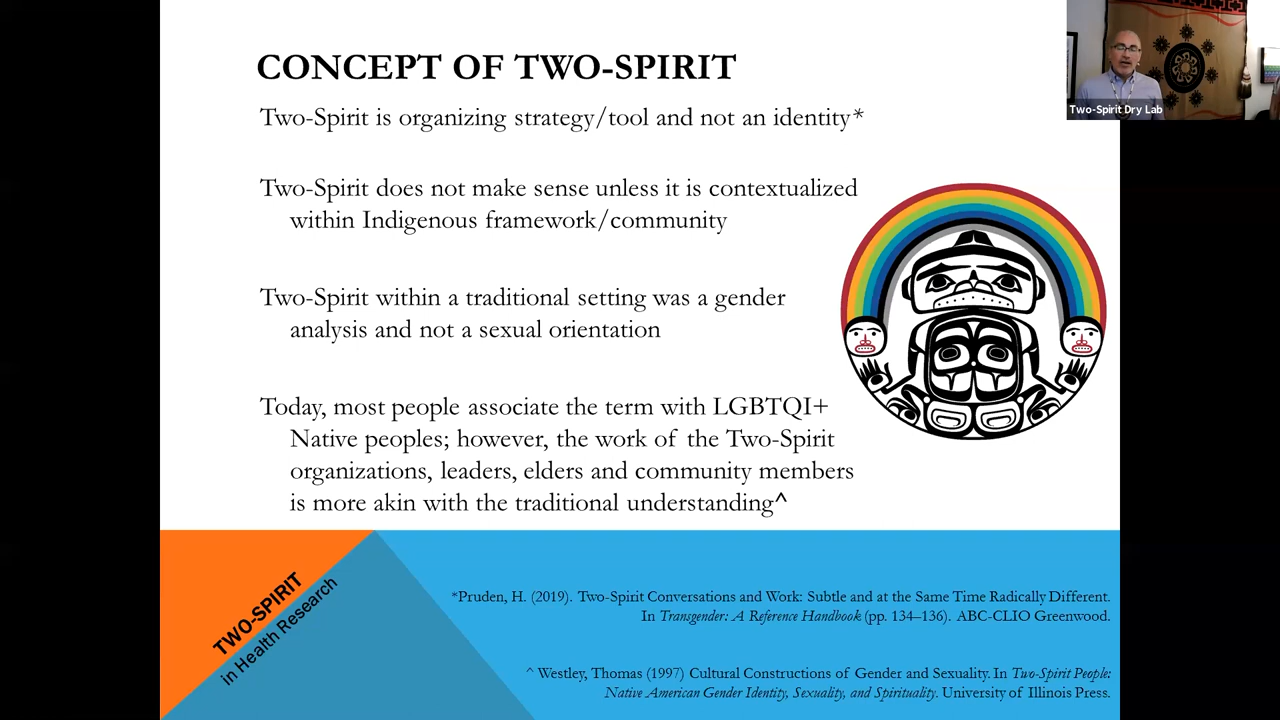 CONCEPT OF TWO-SPIRIT
Two-Spirit is organizing strategy/tool and not an identity*
Two-Spirit does not make sense unless it is contextualized
within Indigenous framework/community
Two-Spirit within a traditional setting was a gender
analysis and not a sexual orientation
Today, most people associate the term with LGBTQI+
Native peoples; however, the work of the Two-Spirit
organizations, leaders, elders and community members
is more akin with the traditional understanding^
Two-Spirit Dry Lab
TWO-SPIRIT
in Health Research
*Pruden, H. (2019). Two-Spirit Conversations and Work: Subtle and at the Same Time Radically Different.
In Transgender: A Reference Handbook (pp. 134–136). ABC-CLIO Greenwood.
^ Westley, Thomas (1997) Cultural Constructions of Gender and Sexuality. In Two-Spirit People:
Native American Gender Identity, Sexuality, and Spirituality. University of Illinois Press.